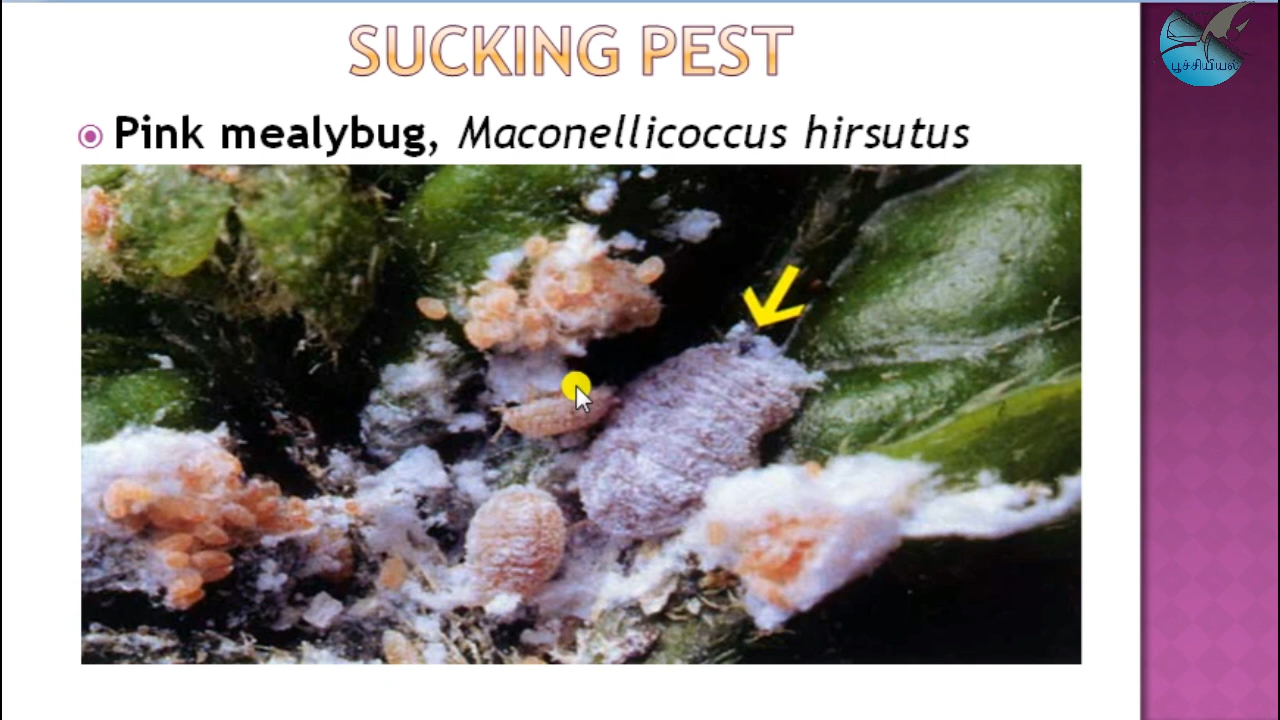 SUCKING PEST
Pink mealybug, Maconellicoccus hirsutus
பூச்சியியல்